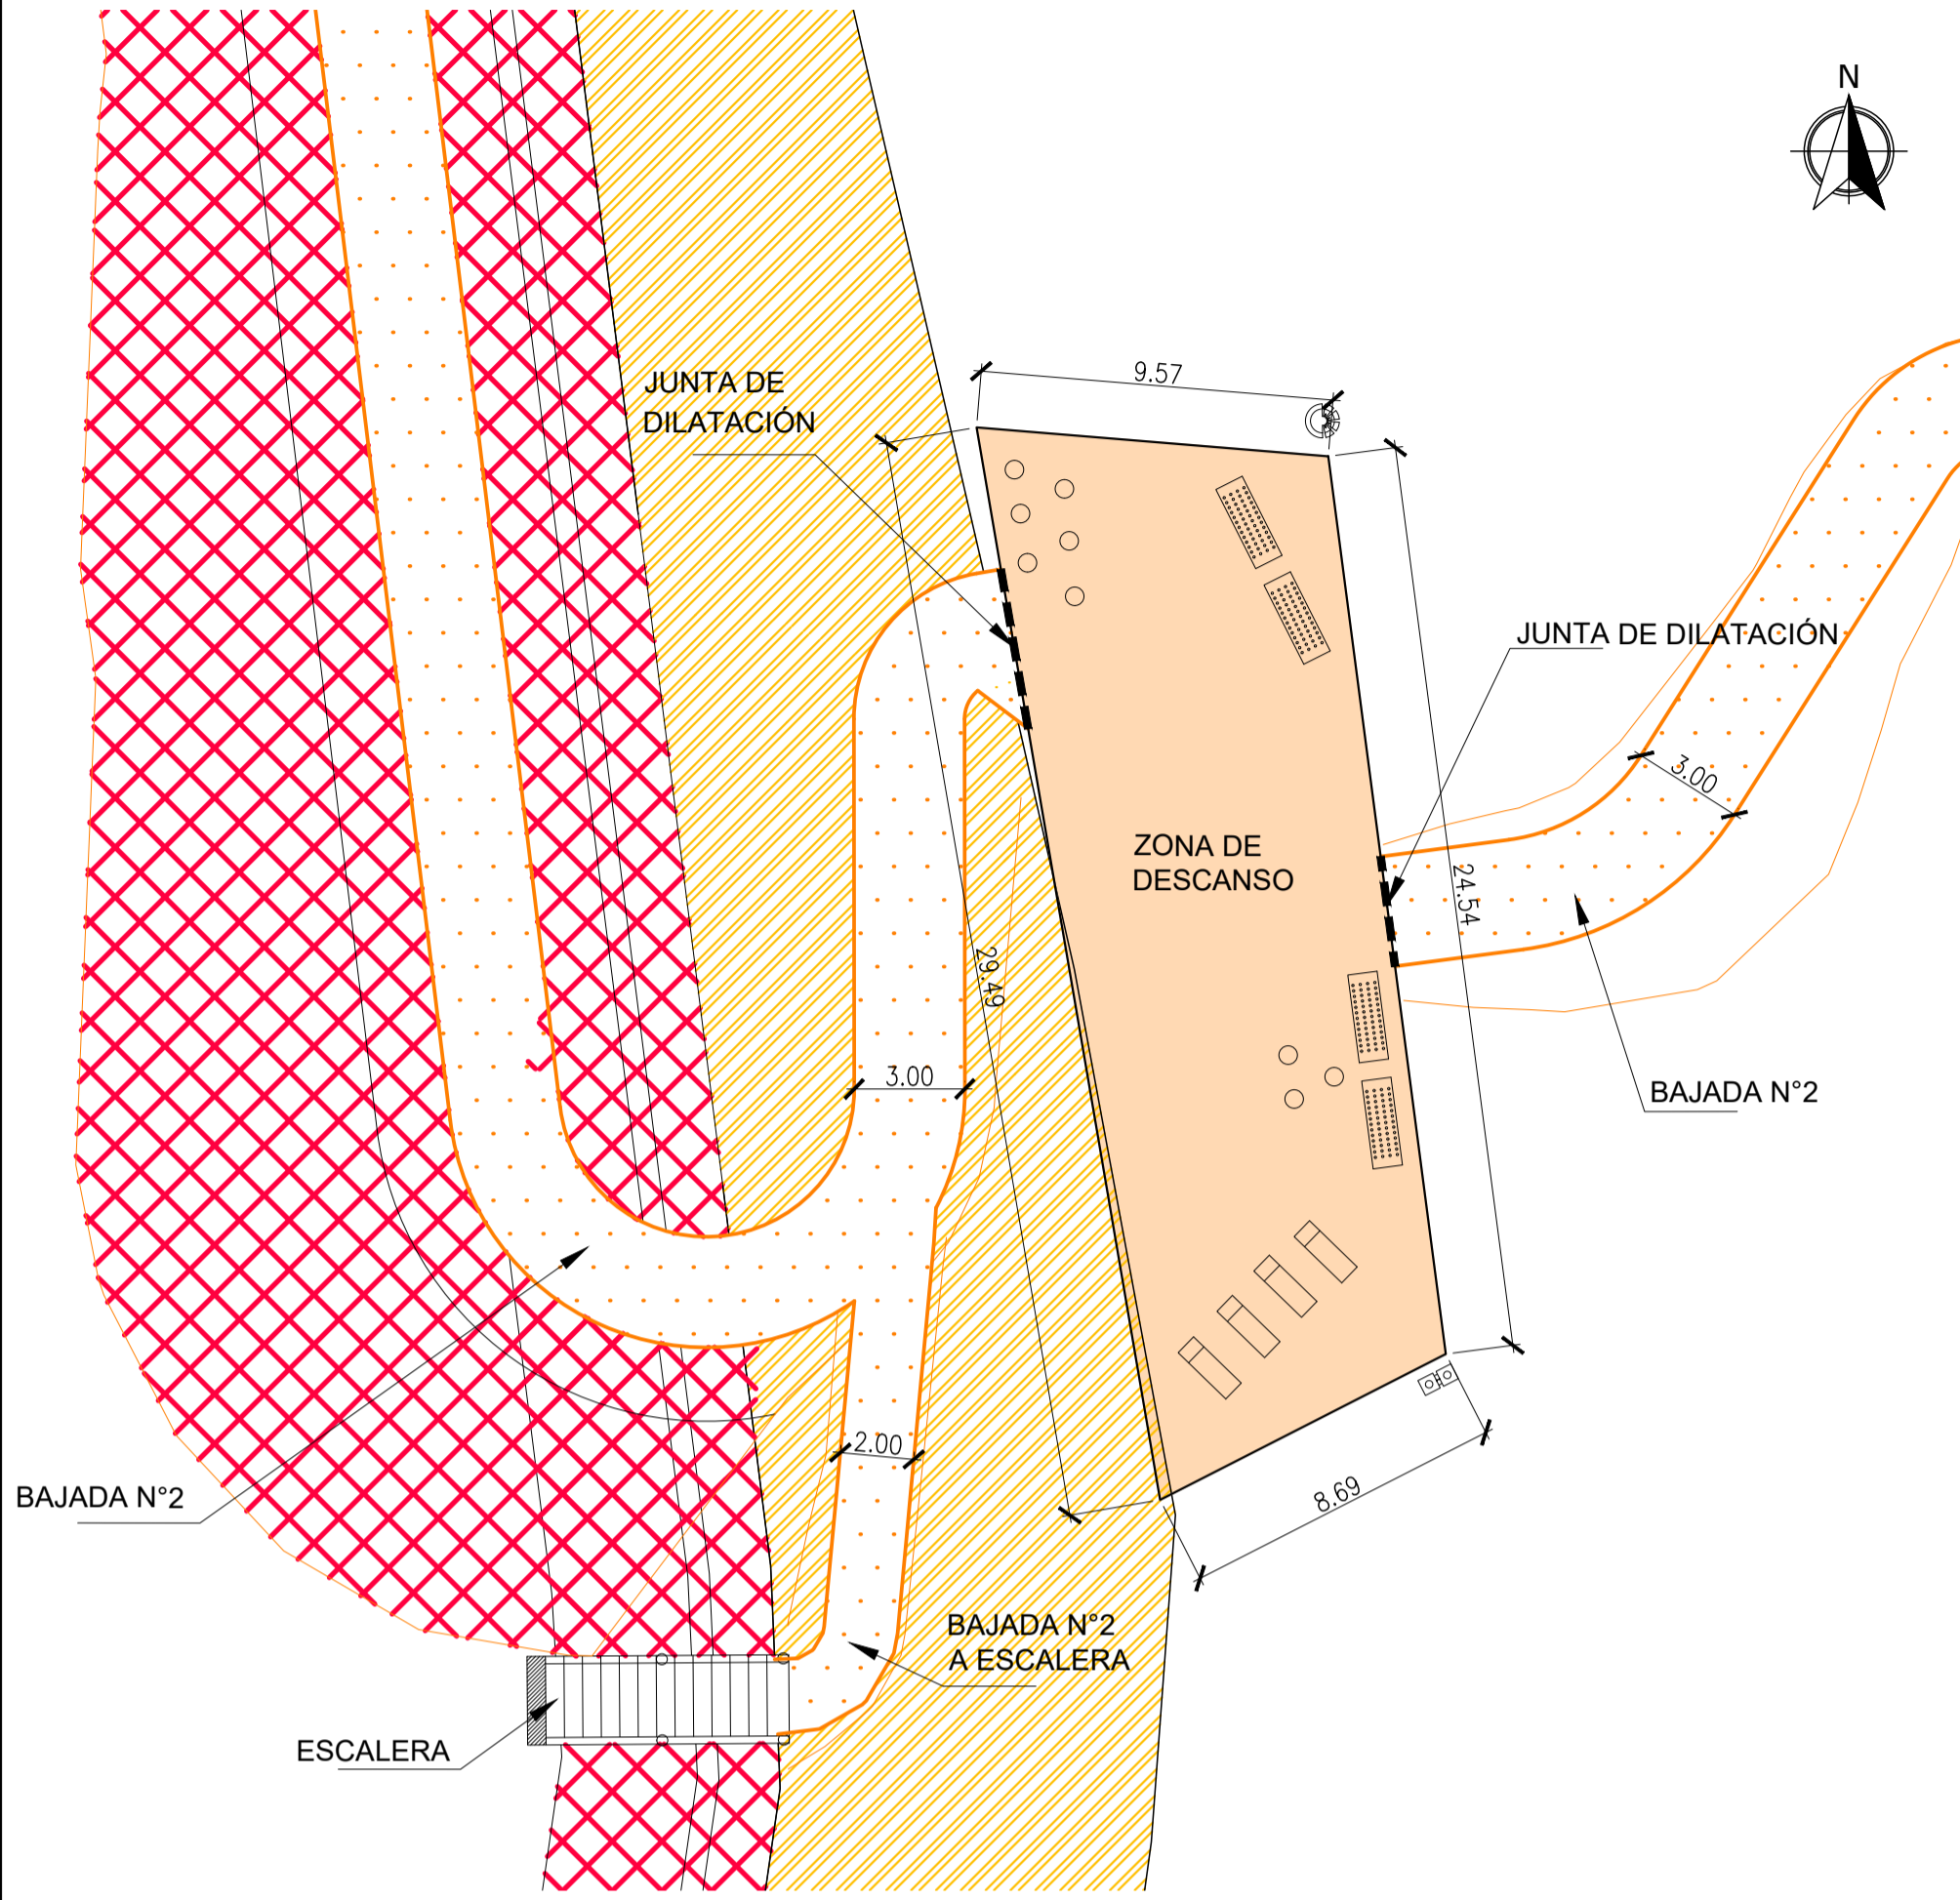 N
9.57
JUNTA DE
DILATACIÓN
JUNTA DE DILATACIÓN
3.00
ZONA DE
DESCANSO
24.54
29.49
3.00
BAJADA N°2
2.00
BAJADA N°2
8.69
BAJADA N°2
A ESCALERA
ESCALERA